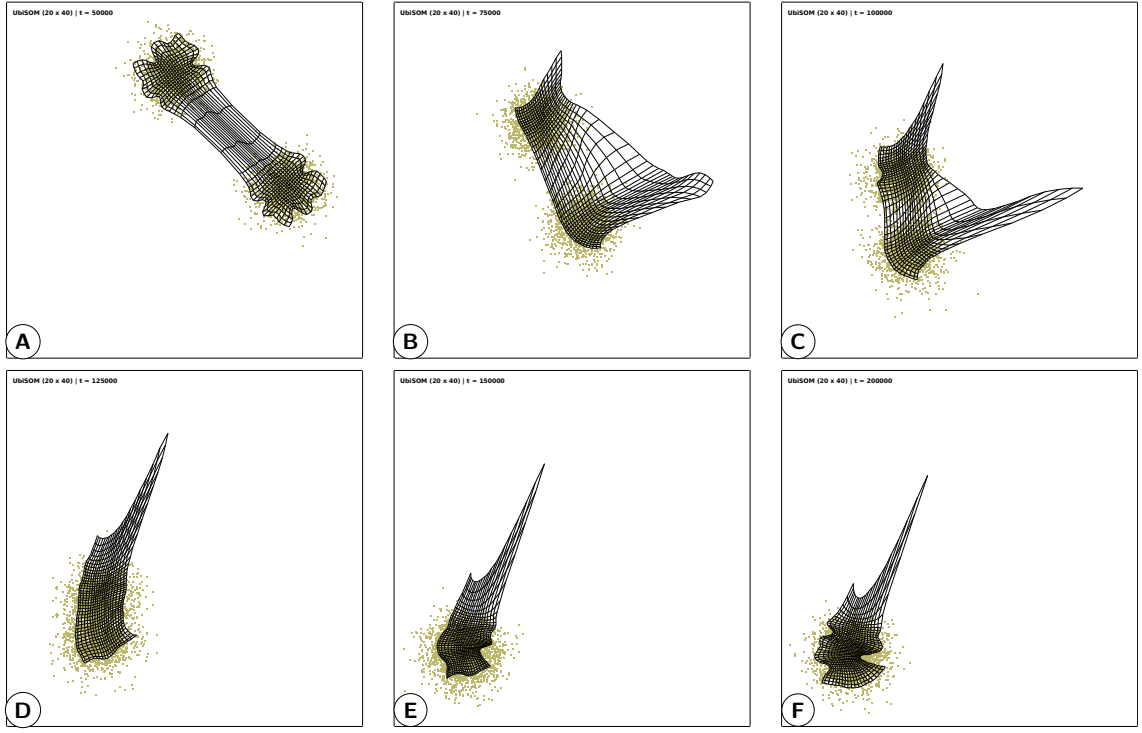 UbiSOM (20 x 40) | t = 50000
UbiSOM (20 x 40) | t = 75000
UbiSOM (20 x 40) | t = 100000
A
B
C
UbiSOM (20 x 40) | t = 125000
UbiSOM (20 x 40) | t = 150000
UbiSOM (20 x 40) | t = 200000
D
E
F